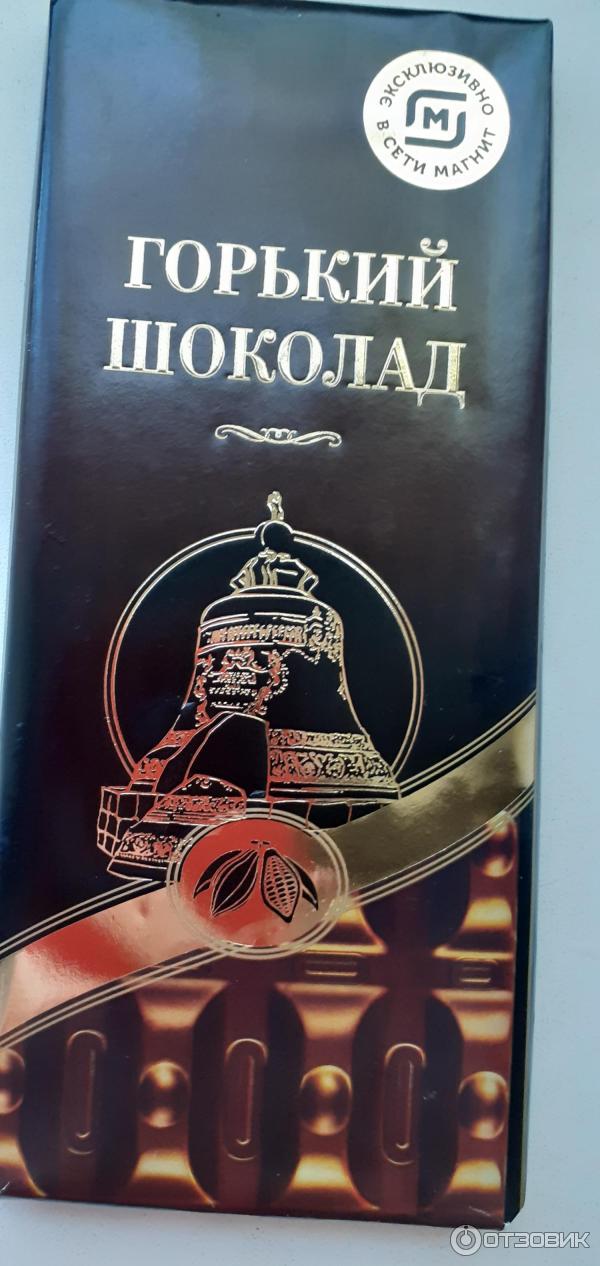 ЭКСКЛЮЗИВНО
М
В СЕТИ МАГНИТ
ГОРЬКИЙ
ШОКОЛАД
ОТЗОВИК